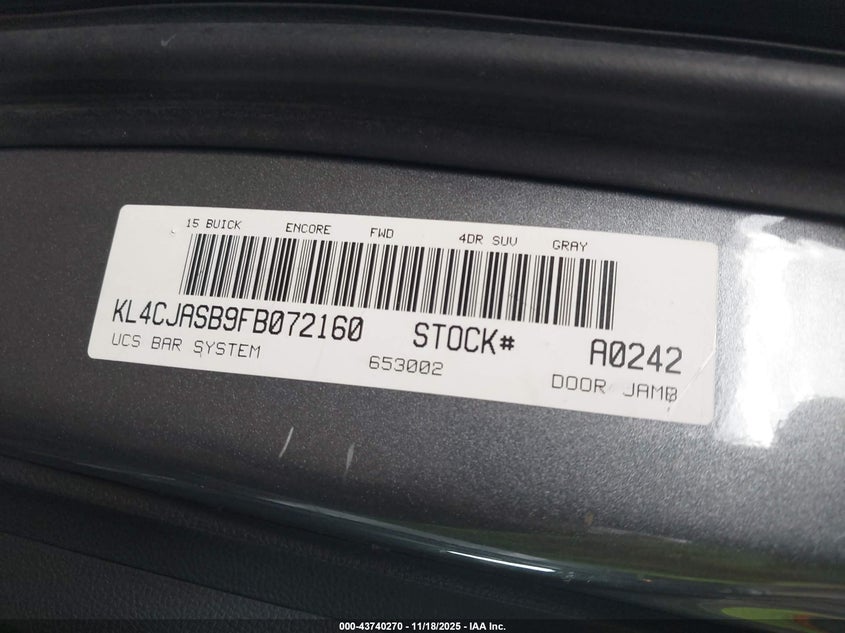 15 BUICK ENCORE FWD 4DR SUV GRAY
KL4CJASB9FB072160 STOCK# A0242
UCS BAR SYSTEM 653002 DOOR JAMB
000-43740270 - 11/18/2025 - IAA Inc.